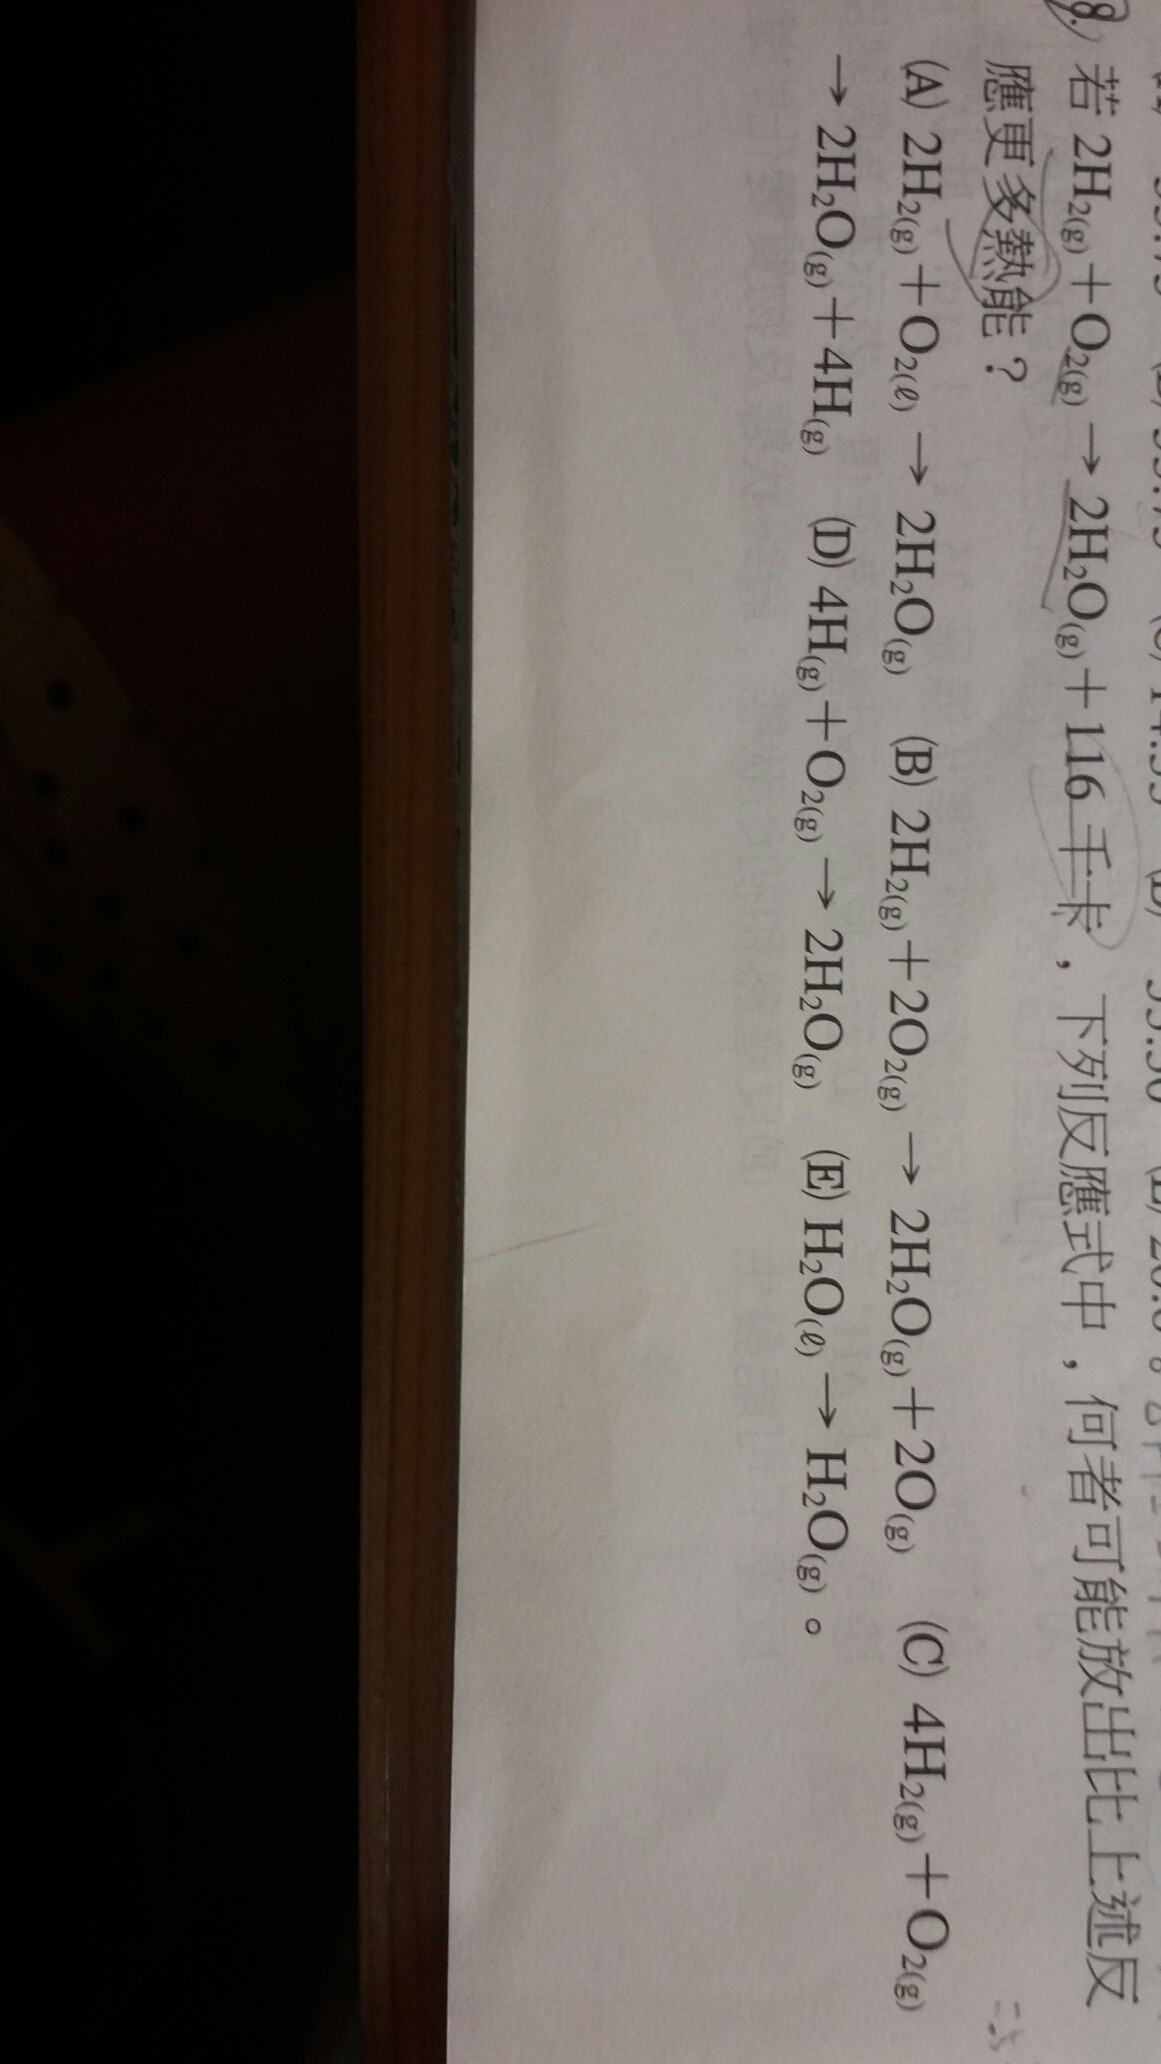 若 2H₂(g)+O₂(g) → 2H₂O(g)+116 千卡，下列反應式中，何者可能放出比上述反
應更多熱能？
(A) 2H₂(g)+O₂(ℓ) → 2H₂O(g) (B) 2H₂(g)+2O₂(g) → 2H₂O(g)+2O(g) (C) 4H₂(g)+O₂(g)
→ 2H₂O(g)+4H(g) (D) 4H(g)+O₂(g) → 2H₂O(g) (E) H₂O(ℓ) → H₂O(g)。